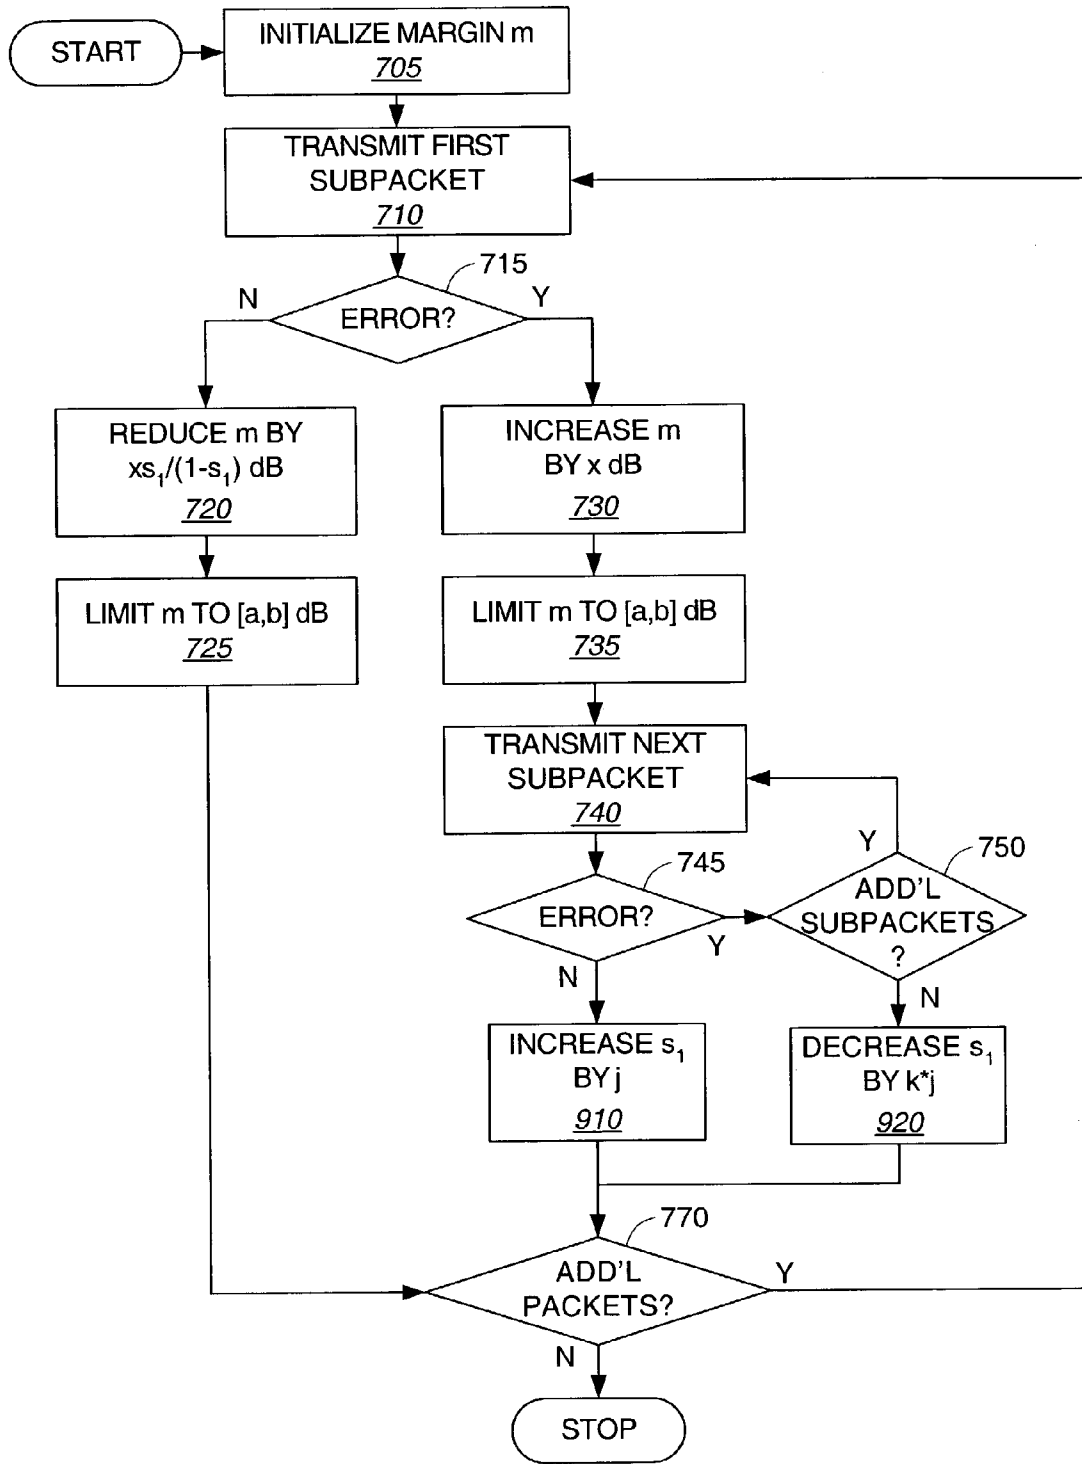 START
INITIALIZE MARGIN m
705
TRANSMIT FIRST
SUBPACKET
710
715
ERROR?
N
Y
REDUCE m BY
xs₁/(1-s₁) dB
720
INCREASE m
BY x dB
730
LIMIT m TO [a,b] dB
725
LIMIT m TO [a,b] dB
735
TRANSMIT NEXT
SUBPACKET
740
745
ERROR?
Y
N
750
ADD'L
SUBPACKETS
?
Y
N
INCREASE s₁
BY j
910
DECREASE s₁
BY k*j
920
770
ADD'L
PACKETS?
Y
N
STOP